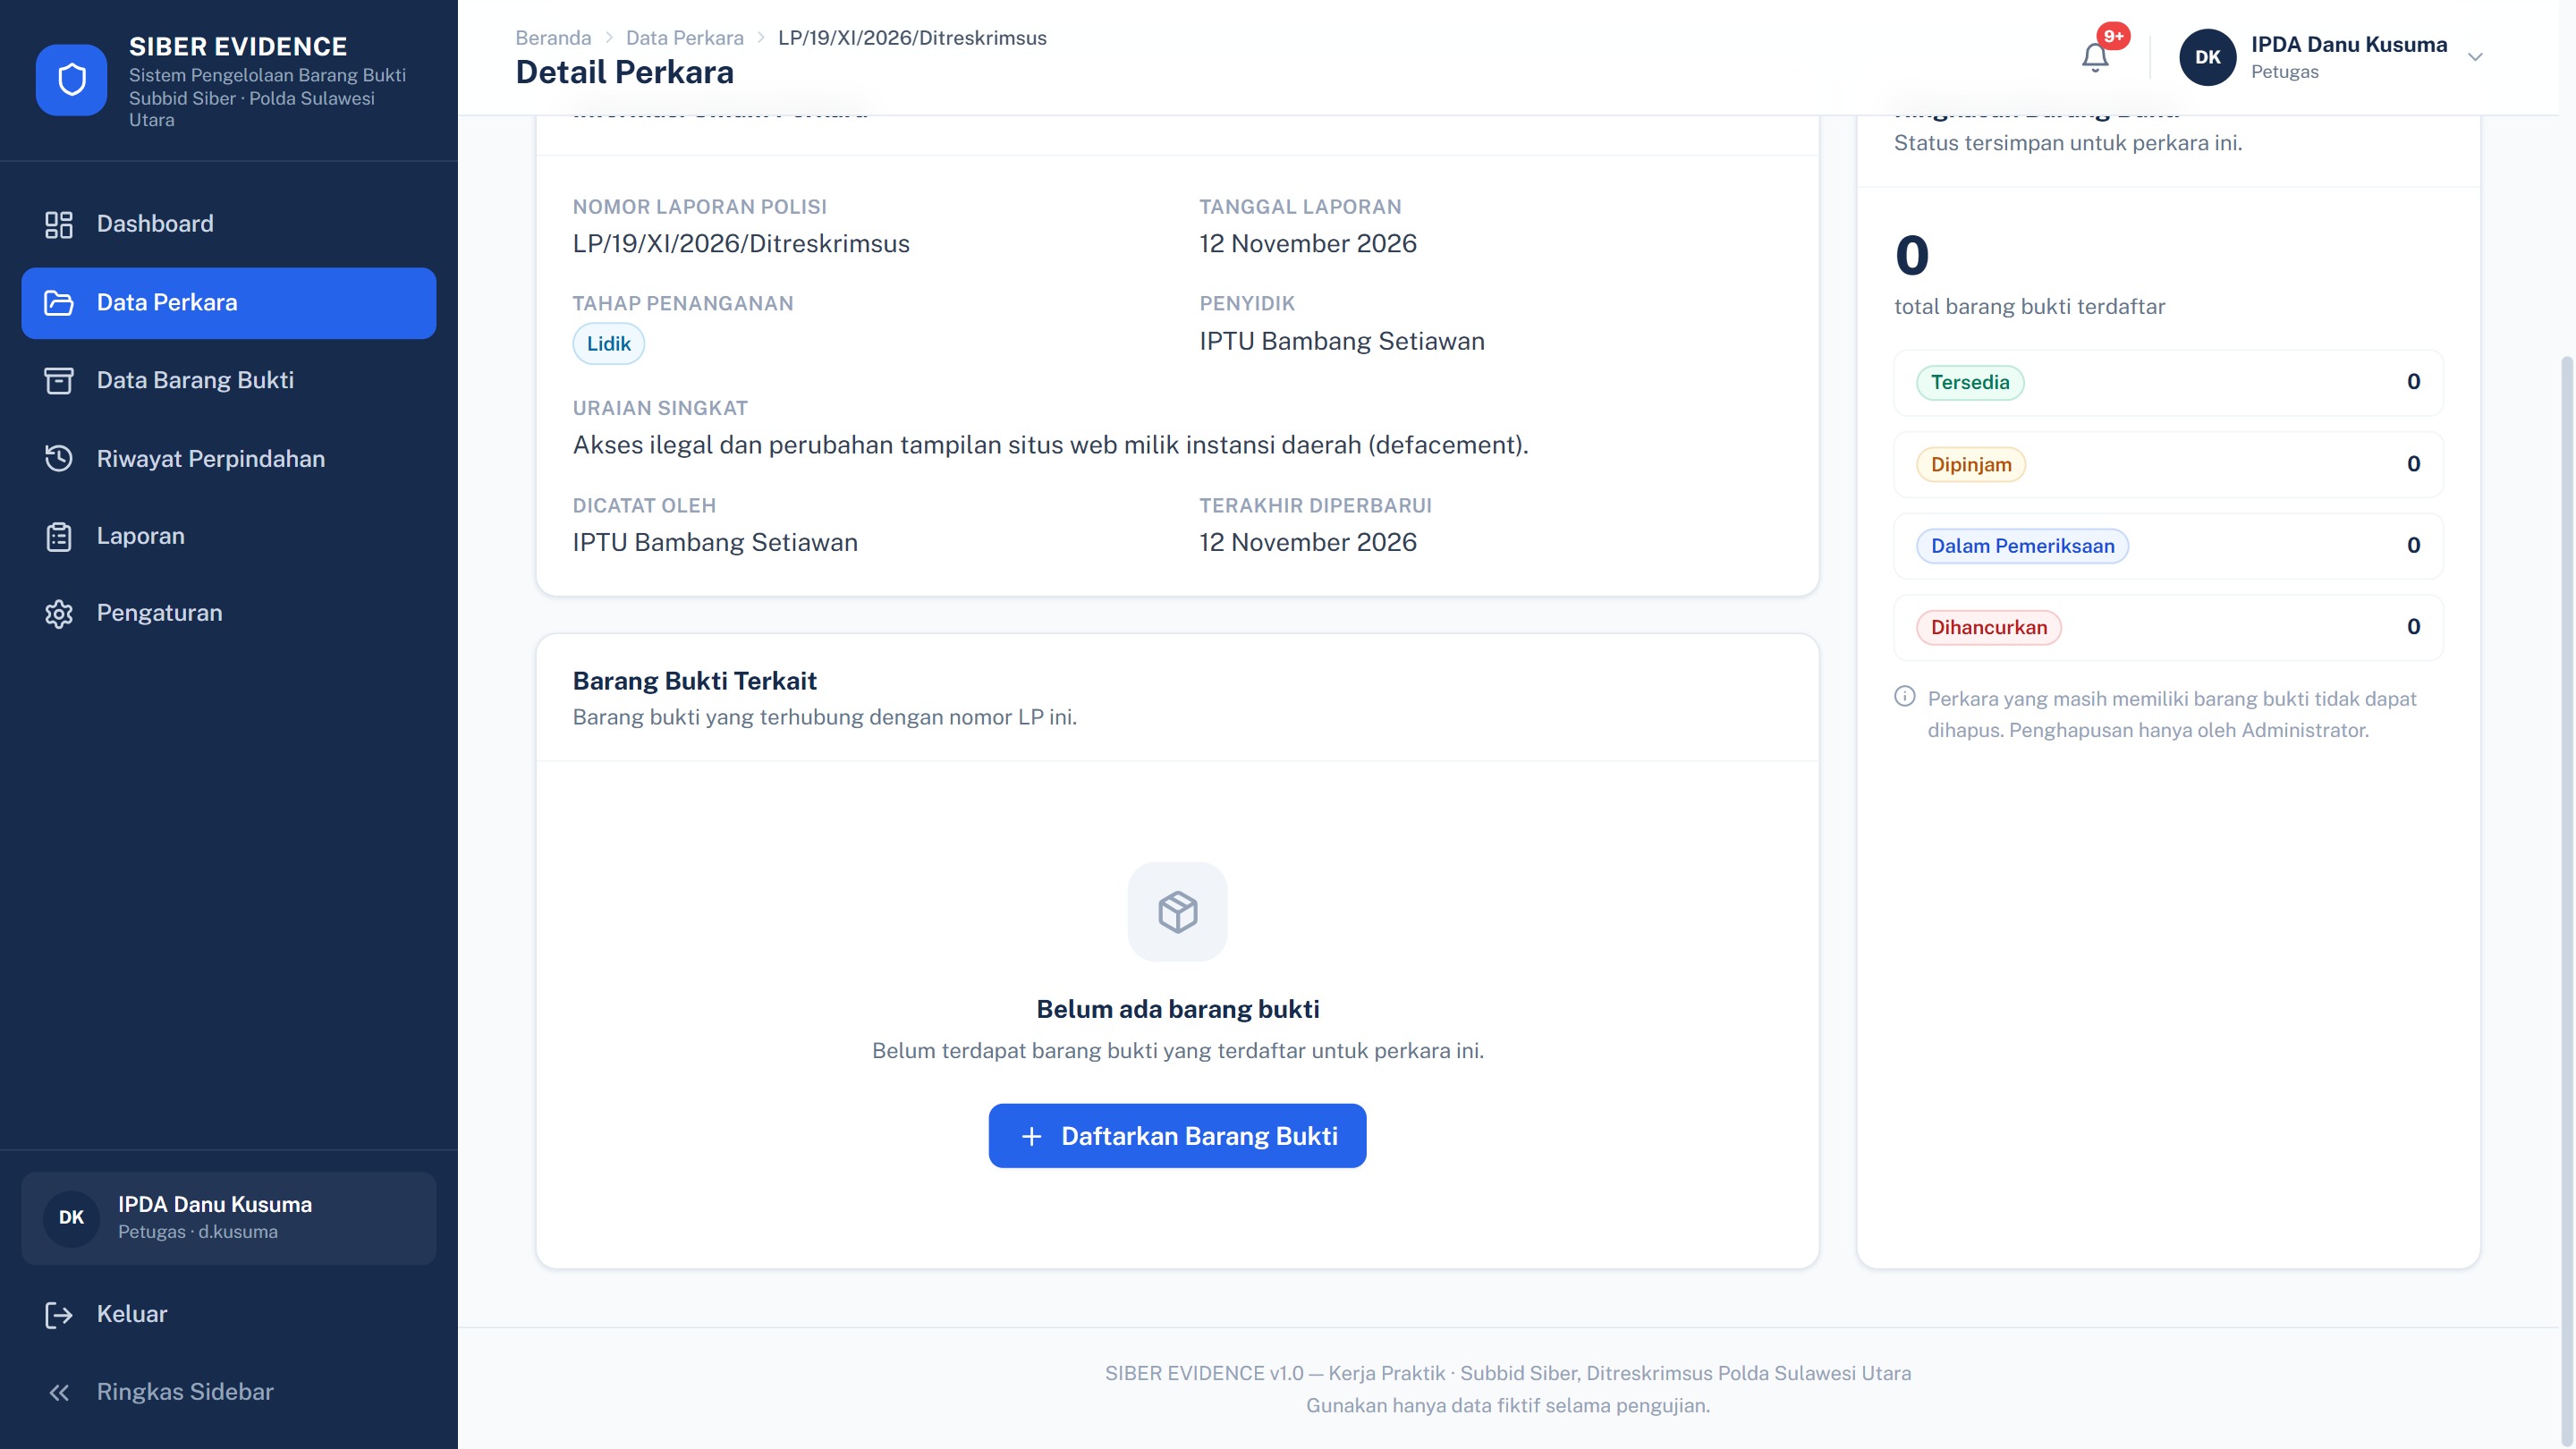 SIBER EVIDENCE
Sistem Pengelolaan Barang Bukti
Subbid Siber · Polda Sulawesi
Utara
Dashboard
Data Perkara
Data Barang Bukti
Riwayat Perpindahan
Laporan
Pengaturan
DK
IPDA Danu Kusuma
Petugas · d.kusuma
Keluar
Ringkas Sidebar
Beranda > Data Perkara > LP/19/XI/2026/Ditreskrimsus
Detail Perkara
9+
DK
IPDA Danu Kusuma
Petugas
NOMOR LAPORAN POLISI
LP/19/XI/2026/Ditreskrimsus
TANGGAL LAPORAN
12 November 2026
TAHAP PENANGANAN
Lidik
PENYIDIK
IPTU Bambang Setiawan
URAIAN SINGKAT
Akses ilegal dan perubahan tampilan situs web milik instansi daerah (defacement).
DICATAT OLEH
IPTU Bambang Setiawan
TERAKHIR DIPERBARUI
12 November 2026
Barang Bukti Terkait
Barang bukti yang terhubung dengan nomor LP ini.
Belum ada barang bukti
Belum terdapat barang bukti yang terdaftar untuk perkara ini.
+ Daftarkan Barang Bukti
Status tersimpan untuk perkara ini.
0
total barang bukti terdaftar
Tersedia 0
Dipinjam 0
Dalam Pemeriksaan 0
Dihancurkan 0
Perkara yang masih memiliki barang bukti tidak dapat
dihapus. Penghapusan hanya oleh Administrator.
SIBER EVIDENCE v1.0 — Kerja Praktik · Subbid Siber, Ditreskrimsus Polda Sulawesi Utara
Gunakan hanya data fiktif selama pengujian.